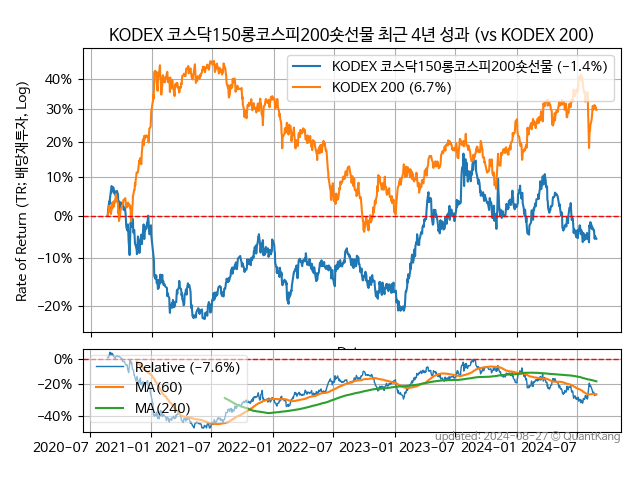 KODEX 코스닥150롱코스피200숏선물 최근 4년 성과 (vs KODEX 200)
Rate of Return (TR: 배당재투자, Log)
40%
30%
20%
10%
0%
−10%
−20%
KODEX 코스닥150롱코스피200숏선물 (−1.4%)
KODEX 200 (6.7%)
0%
−20%
−40%
Relative (−7.6%)
MA(60)
MA(240)
2020−07 2021−01 2021−07 2022−01 2022−07 2023−01 2023−07 2024−01 2024−07
updated: 2024−08−27 © QuantKang